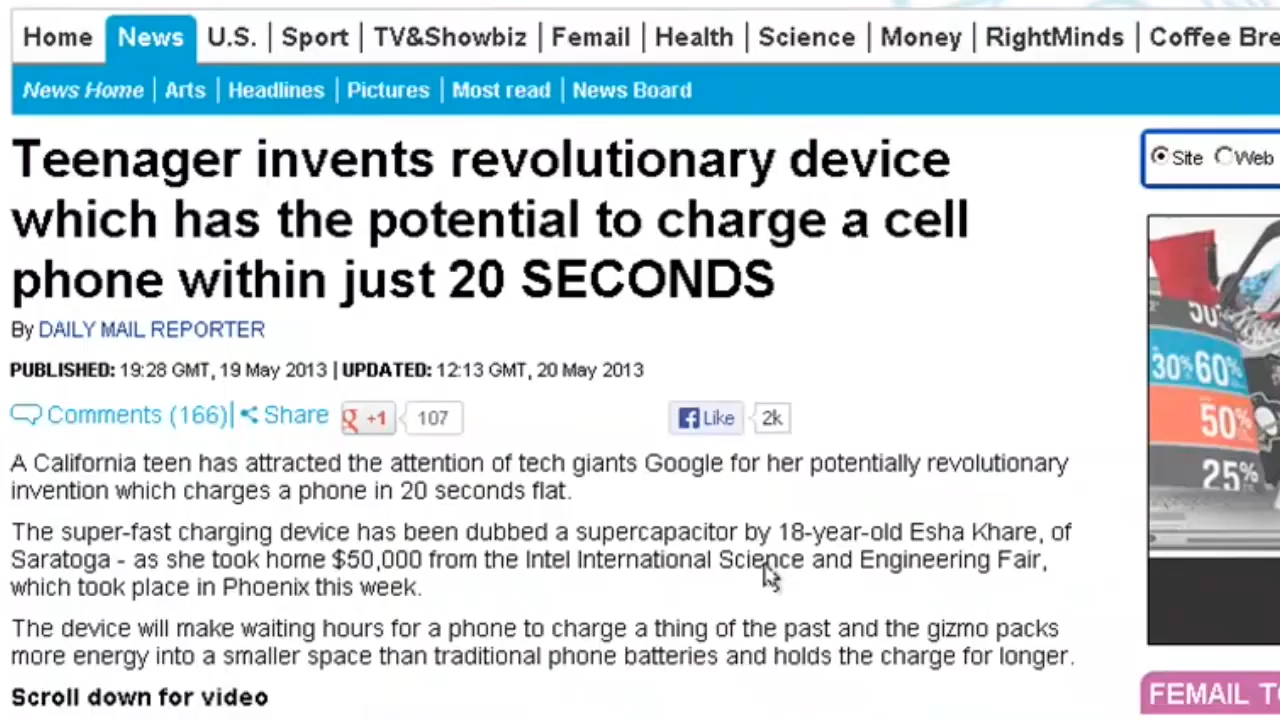 Home News U.S. | Sport | TV&Showbiz | Femail | Health | Science | Money | RightMinds | Coffee Bre
News Home | Arts | Headlines | Pictures | Most read | News Board
Teenager invents revolutionary device
which has the potential to charge a cell
phone within just 20 SECONDS
Site Web
By DAILY MAIL REPORTER
PUBLISHED: 19:28 GMT, 19 May 2013 | UPDATED: 12:13 GMT, 20 May 2013
Comments (166) | Share g +1 107 Like 2k
A California teen has attracted the attention of tech giants Google for her potentially revolutionary
invention which charges a phone in 20 seconds flat.
The super-fast charging device has been dubbed a supercapacitor by 18-year-old Esha Khare, of
Saratoga - as she took home $50,000 from the Intel International Science and Engineering Fair,
which took place in Phoenix this week.
The device will make waiting hours for a phone to charge a thing of the past and the gizmo packs
more energy into a smaller space than traditional phone batteries and holds the charge for longer.
Scroll down for video
50
30% 60%
50%
25%
FEMAIL TO